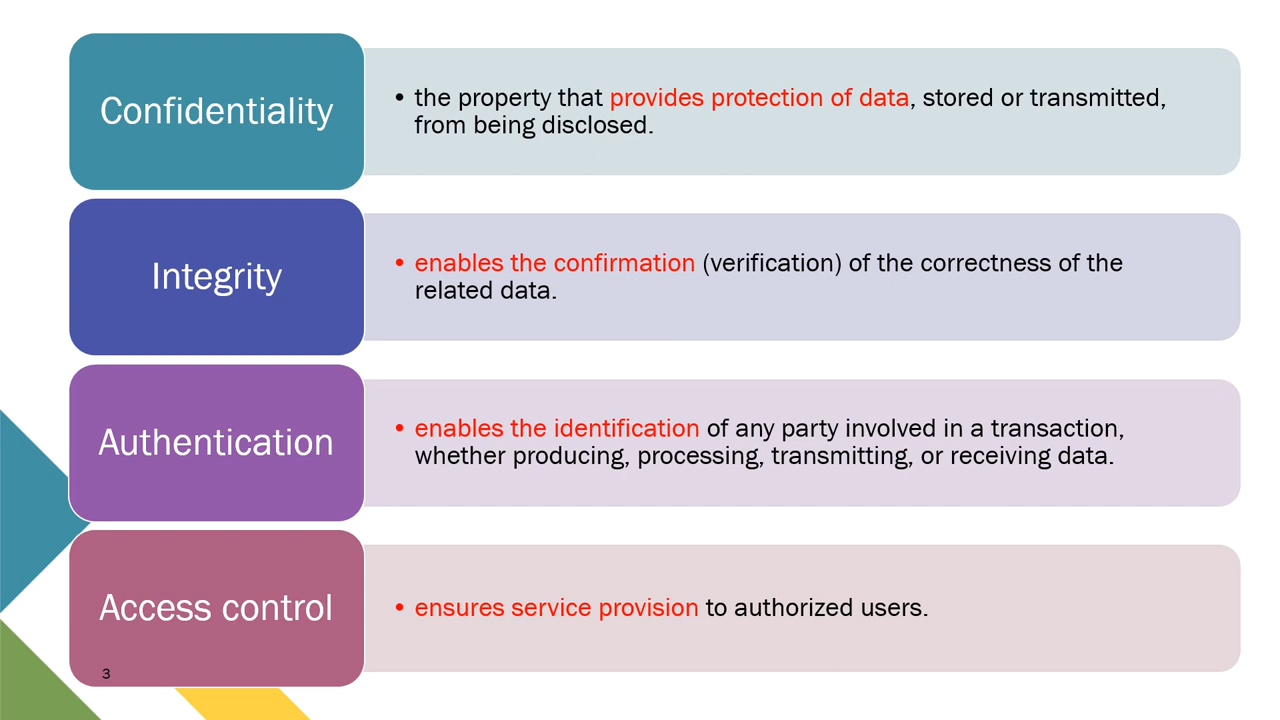 Confidentiality
• the property that provides protection of data, stored or transmitted,
from being disclosed.
Integrity
• enables the confirmation (verification) of the correctness of the
related data.
Authentication
• enables the identification of any party involved in a transaction,
whether producing, processing, transmitting, or receiving data.
Access control
• ensures service provision to authorized users.
3